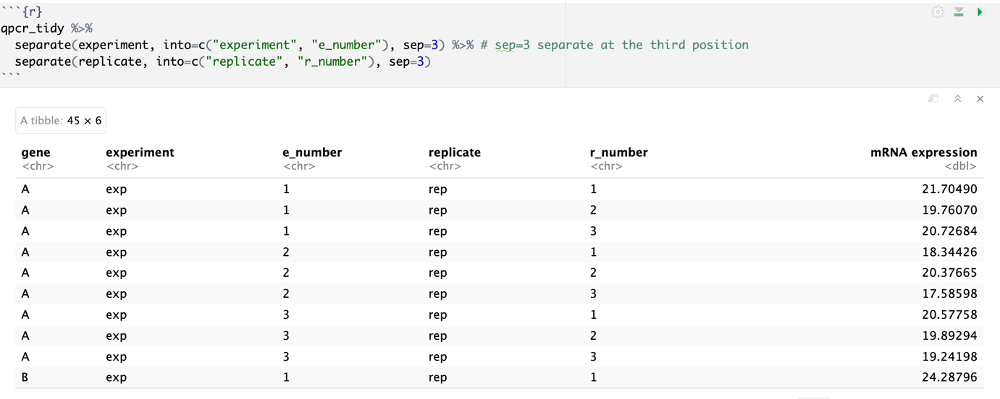 ```{r}
qpcr_tidy %>%
  separate(experiment, into=c("experiment", "e_number"), sep=3) %>% # sep=3 separate at the third position
  separate(replicate, into=c("replicate", "r_number"), sep=3)
```
A tibble: 45 × 6
gene experiment e_number replicate r_number mRNA expression
<chr> <chr> <chr> <chr> <chr> <dbl>
A exp 1 rep 1 21.70490
A exp 1 rep 2 19.76070
A exp 1 rep 3 20.72684
A exp 2 rep 1 18.34426
A exp 2 rep 2 20.37665
A exp 2 rep 3 17.58598
A exp 3 rep 1 20.57758
A exp 3 rep 2 19.89294
A exp 3 rep 3 19.24198
B exp 1 rep 1 24.28796